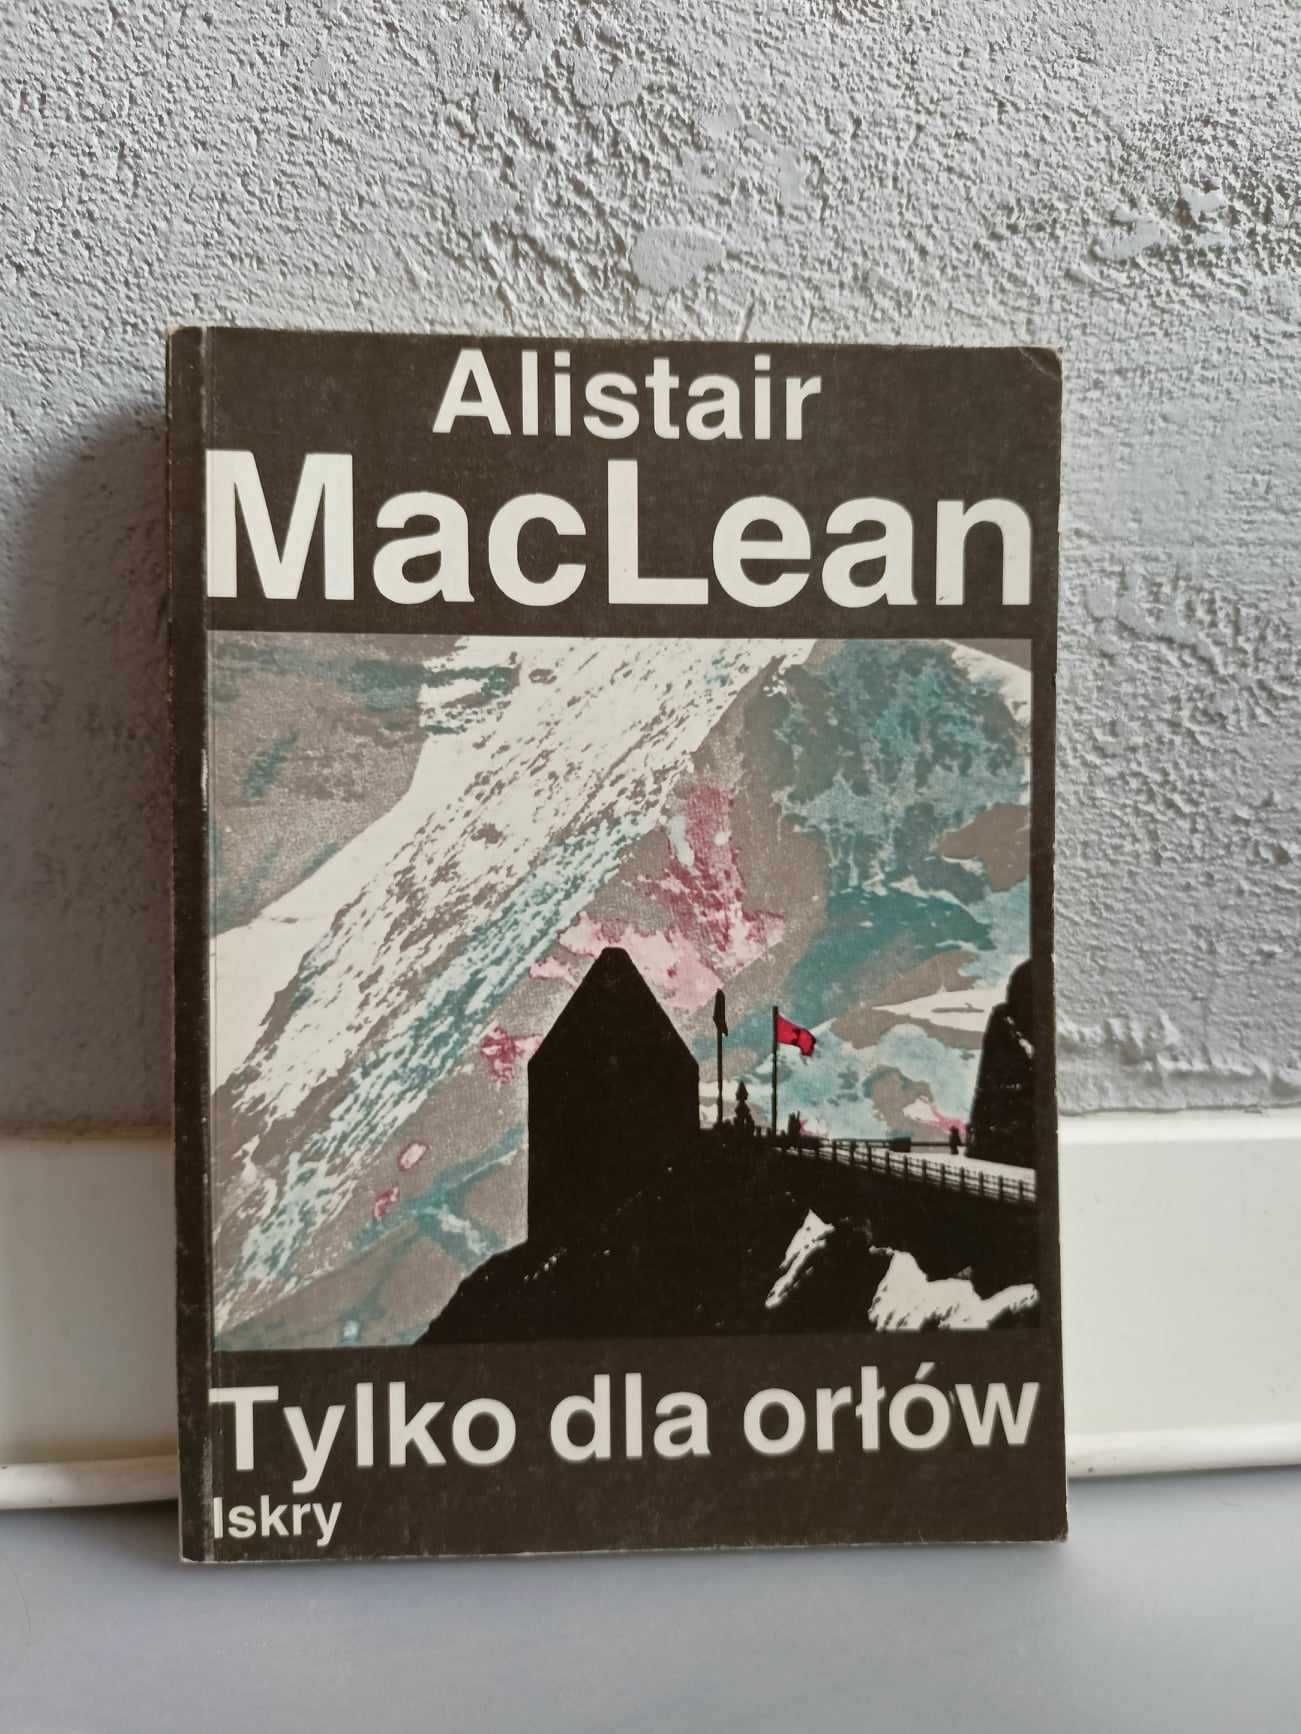 Alistair
MacLean
Tylko dla orłów
Iskry